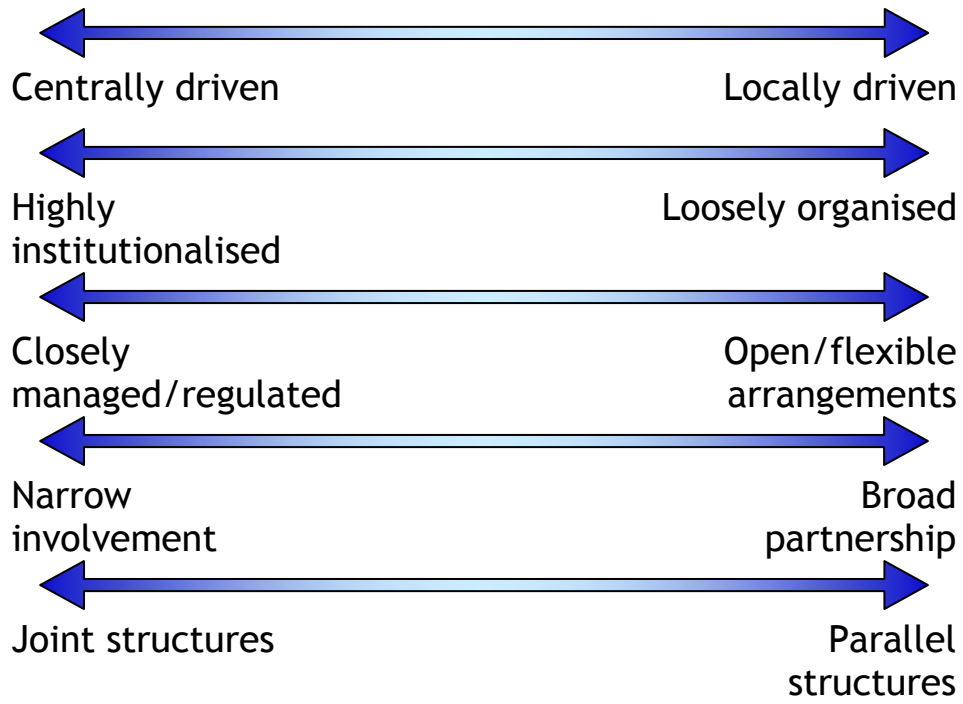 Centrally driven
Locally driven
Highly
institutionalised
Loosely organised
Closely
managed/regulated
Open/flexible
arrangements
Narrow
involvement
Broad
partnership
Joint structures
Parallel
structures